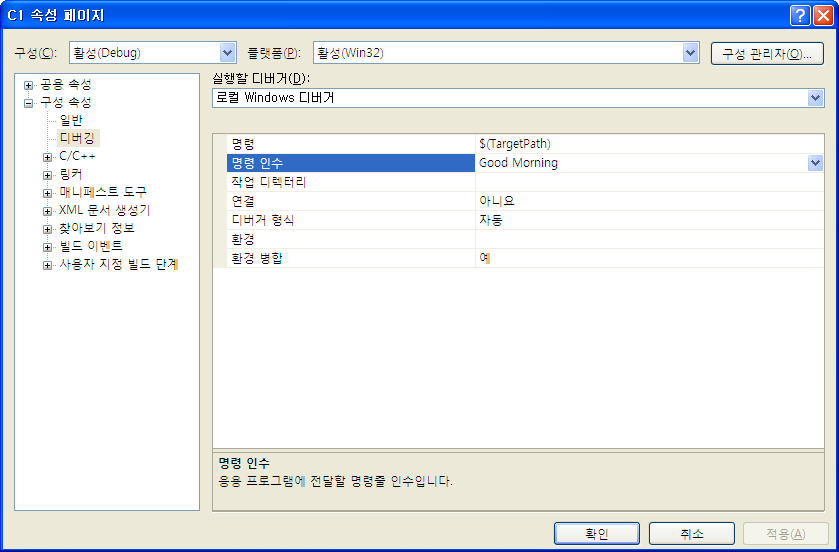 C1 속성 페이지
구성(C): 활성(Debug) 플랫폼(P): 활성(Win32) 구성 관리자(O)...
공용 속성
구성 속성
일반
디버깅
C/C++
링커
매니페스트 도구
XML 문서 생성기
찾아보기 정보
빌드 이벤트
사용자 지정 빌드 단계
실행할 디버거(D):
로컬 Windows 디버거
명령 $(TargetPath)
명령 인수 Good Morning
작업 디렉터리
연결 아니요
디버거 형식 자동
환경
환경 병합 예
명령 인수
응용 프로그램에 전달할 명령줄 인수입니다.
확인 취소 적용(A)